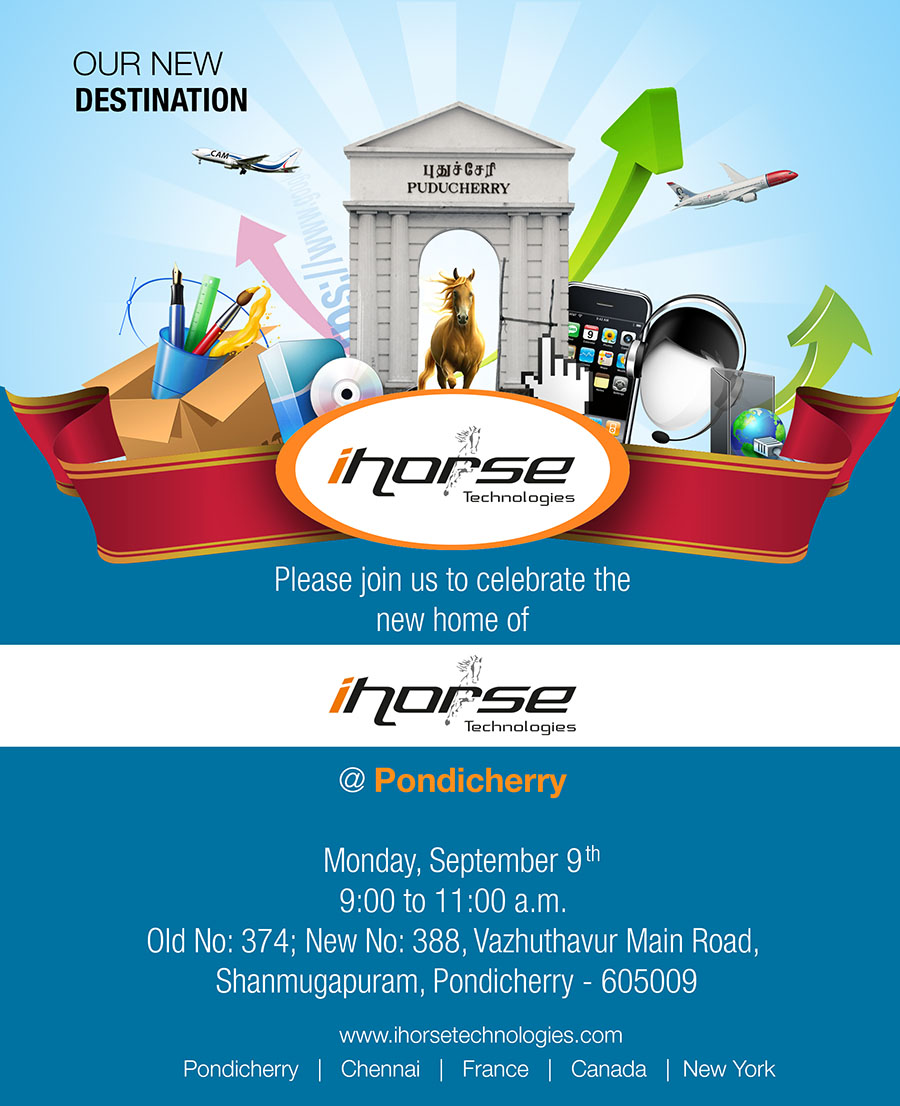 OUR NEW
DESTINATION
CAM
புதுச்சேரி
PUDUCHERRY
ihorse
Technologies
Please join us to celebrate the
new home of
ihorse
Technologies
@ Pondicherry
Monday, September 9th
9:00 to 11:00 a.m.
Old No: 374; New No: 388, Vazhuthavur Main Road,
Shanmugapuram, Pondicherry - 605009
www.ihorsetechnologies.com
Pondicherry | Chennai | France | Canada | New York